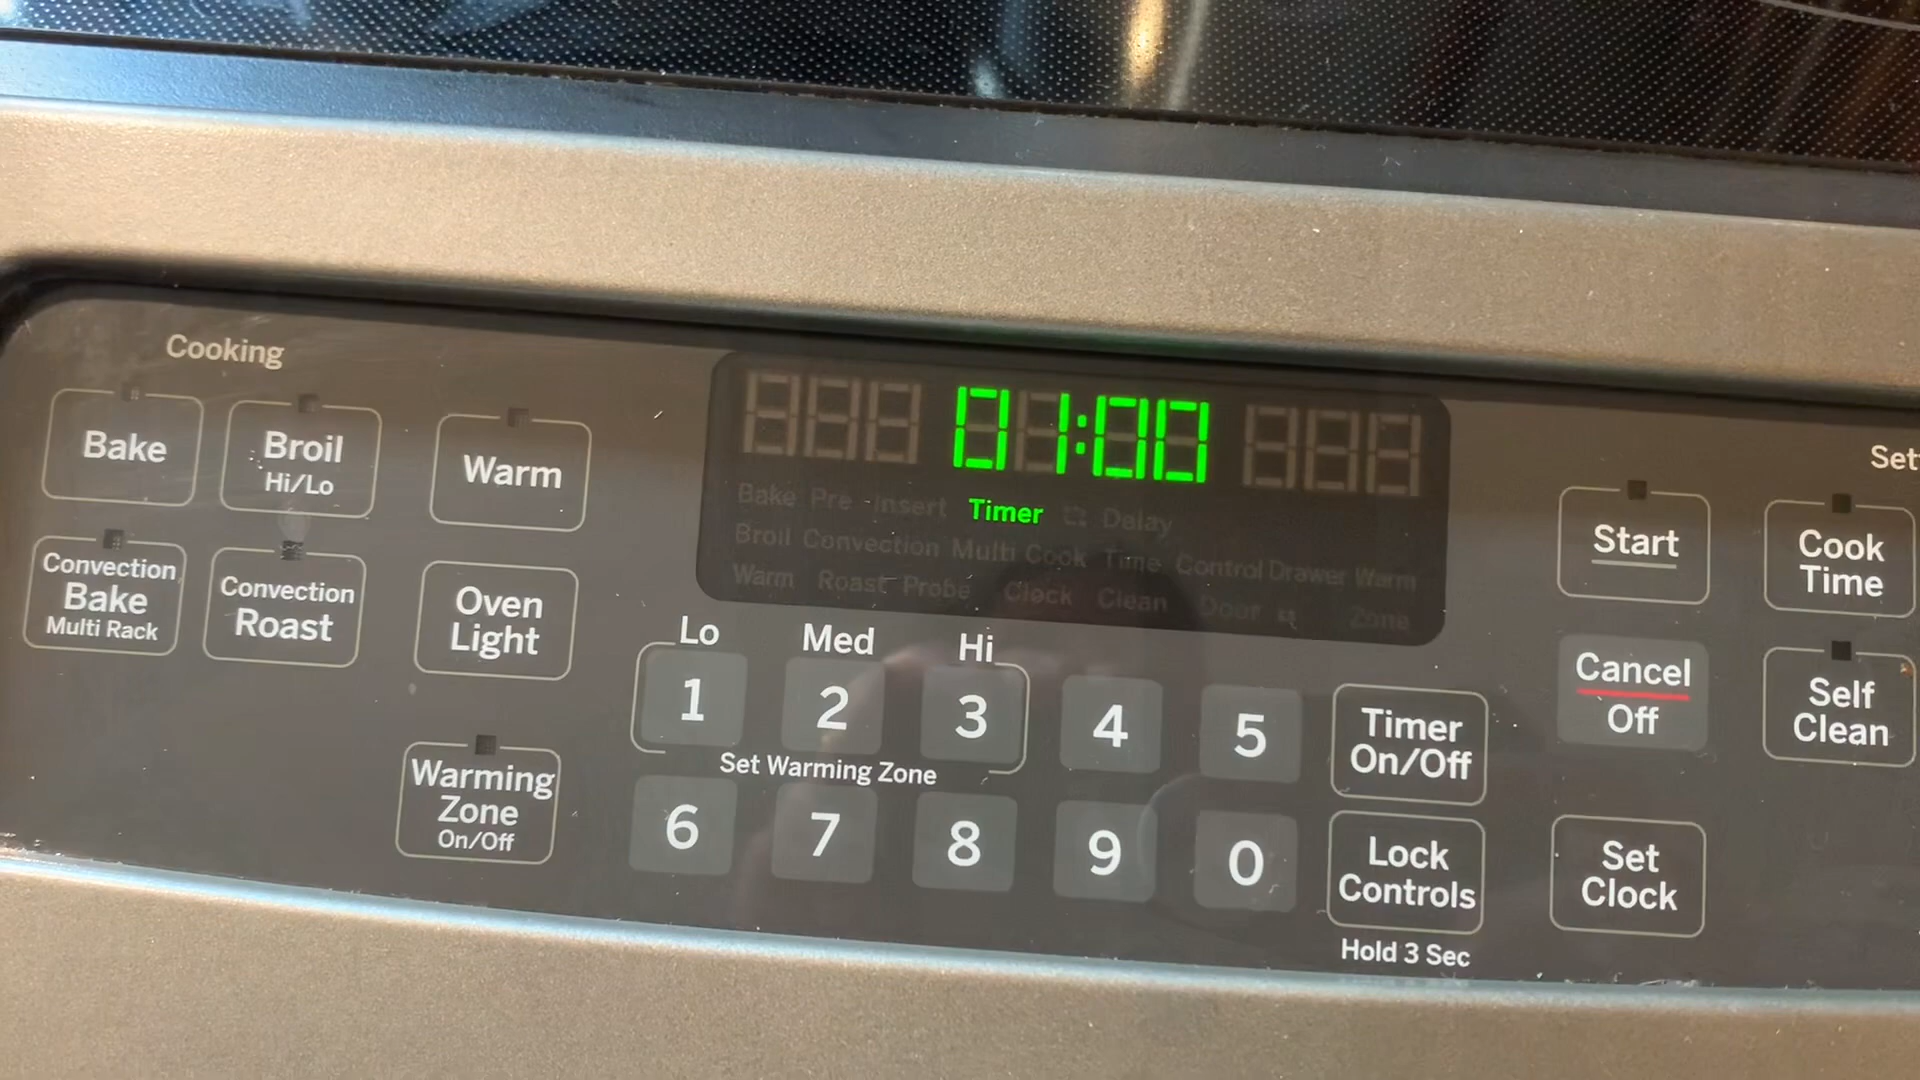 Cooking
Bake
Broil
Hi/Lo
Warm
Convection
Bake
Multi Rack
Convection
Roast
Oven
Light
Warming
Zone
On/Off
01:00
Bake Pre Insert Timer Delay
Broil Convection Multi Cook Time Control Drawer Warm
Warm Roast Probe Clock Clean Door Zone
Lo Med Hi
1 2 3 4 5
Set Warming Zone
6 7 8 9 0
Timer
On/Off
Lock
Controls
Hold 3 Sec
Set
Start
Cook
Time
Cancel
Off
Self
Clean
Set
Clock